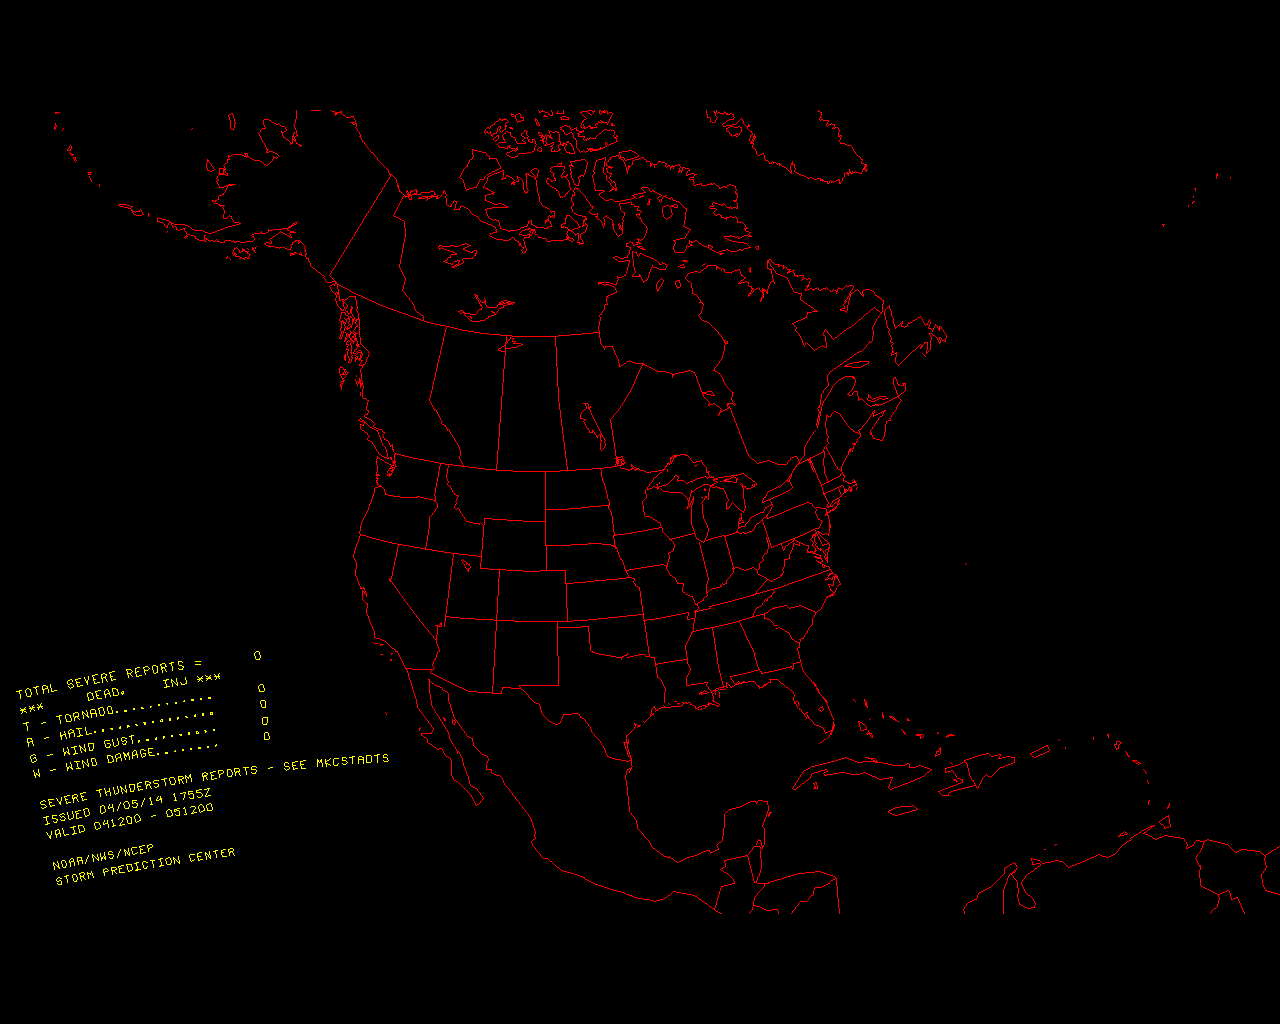 TOTAL SEVERE REPORTS = 0
*** DEAD. INJ ***
T - TORNADO............ 0
A - HAIL............... 0
G - WIND GUST.......... 0
W - WIND DAMAGE........ 0
SEVERE THUNDERSTORM REPORTS - SEE MKCSTADTS
ISSUED 04/05/14 1755Z
VALID 041200 - 051200
NOAA/NWS/NCEP
STORM PREDICTION CENTER